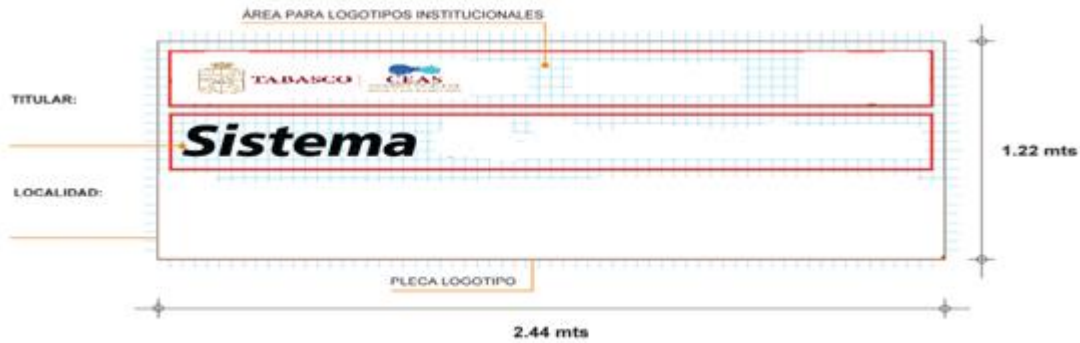 ÁREA PARA LOGOTIPOS INSTITUCIONALES
TABASCO
CEAS
TITULAR:
Sistema
1.22 mts
LOCALIDAD:
PLECA LOGOTIPO
2.44 mts